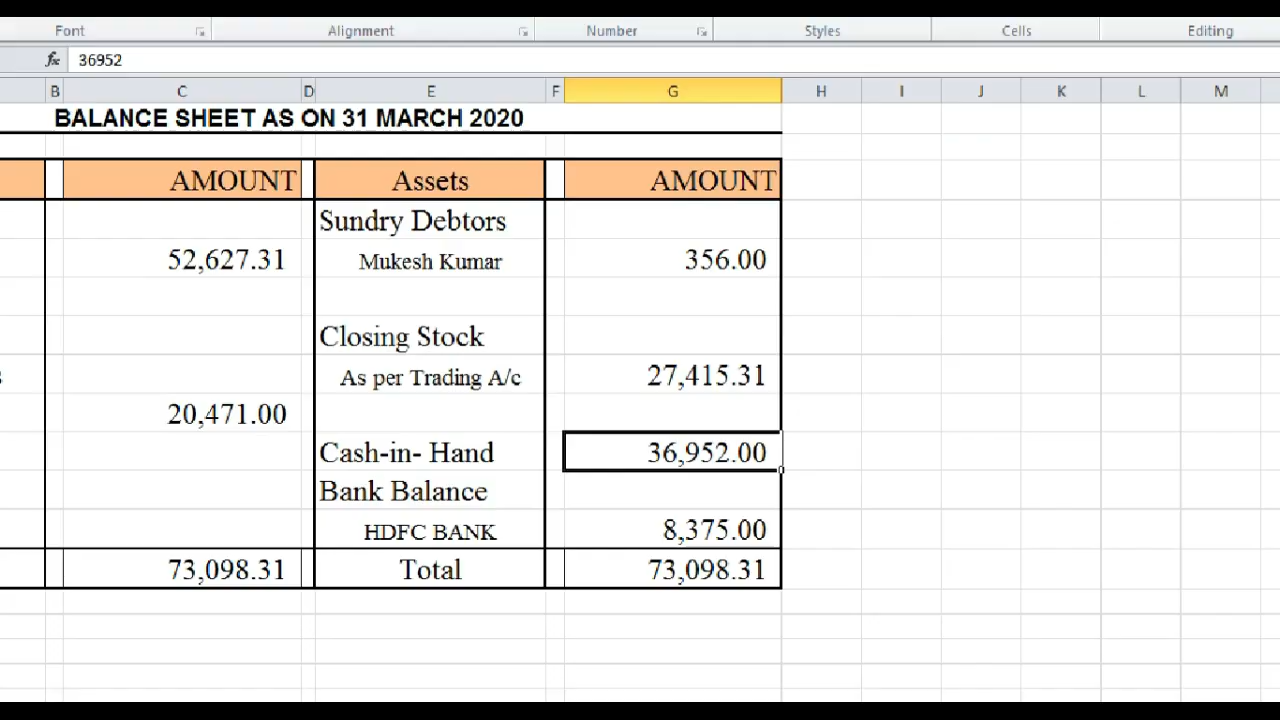 Font Alignment Number Styles Cells Editing
fx 36952
B C D E F G H I J K L M
BALANCE SHEET AS ON 31 MARCH 2020
AMOUNT Assets AMOUNT
Sundry Debtors
52,627.31 Mukesh Kumar 356.00
Closing Stock
As per Trading A/c 27,415.31
20,471.00
Cash-in- Hand 36,952.00
Bank Balance
HDFC BANK 8,375.00
73,098.31 Total 73,098.31